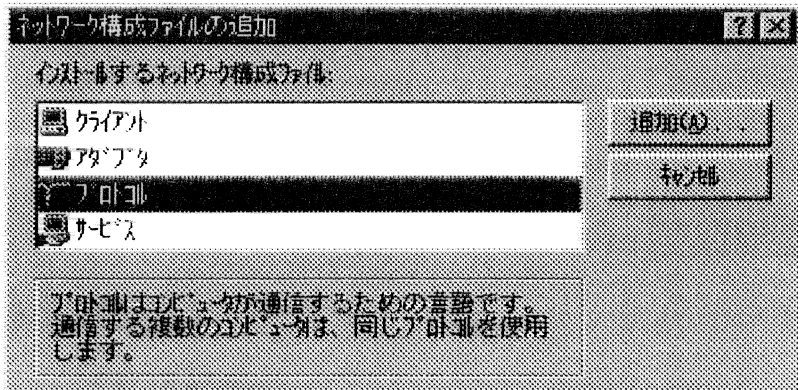 ネットワーク構成ファイルの追加
インストールするネットワーク構成ファイル:
クライアント
アダプタ
プロトコル
サービス
追加(A)...
キャンセル
プロトコルはコンピュータが通信するための言語です。
通信する複数のコンピュータは、同じプロトコルを使用
します。